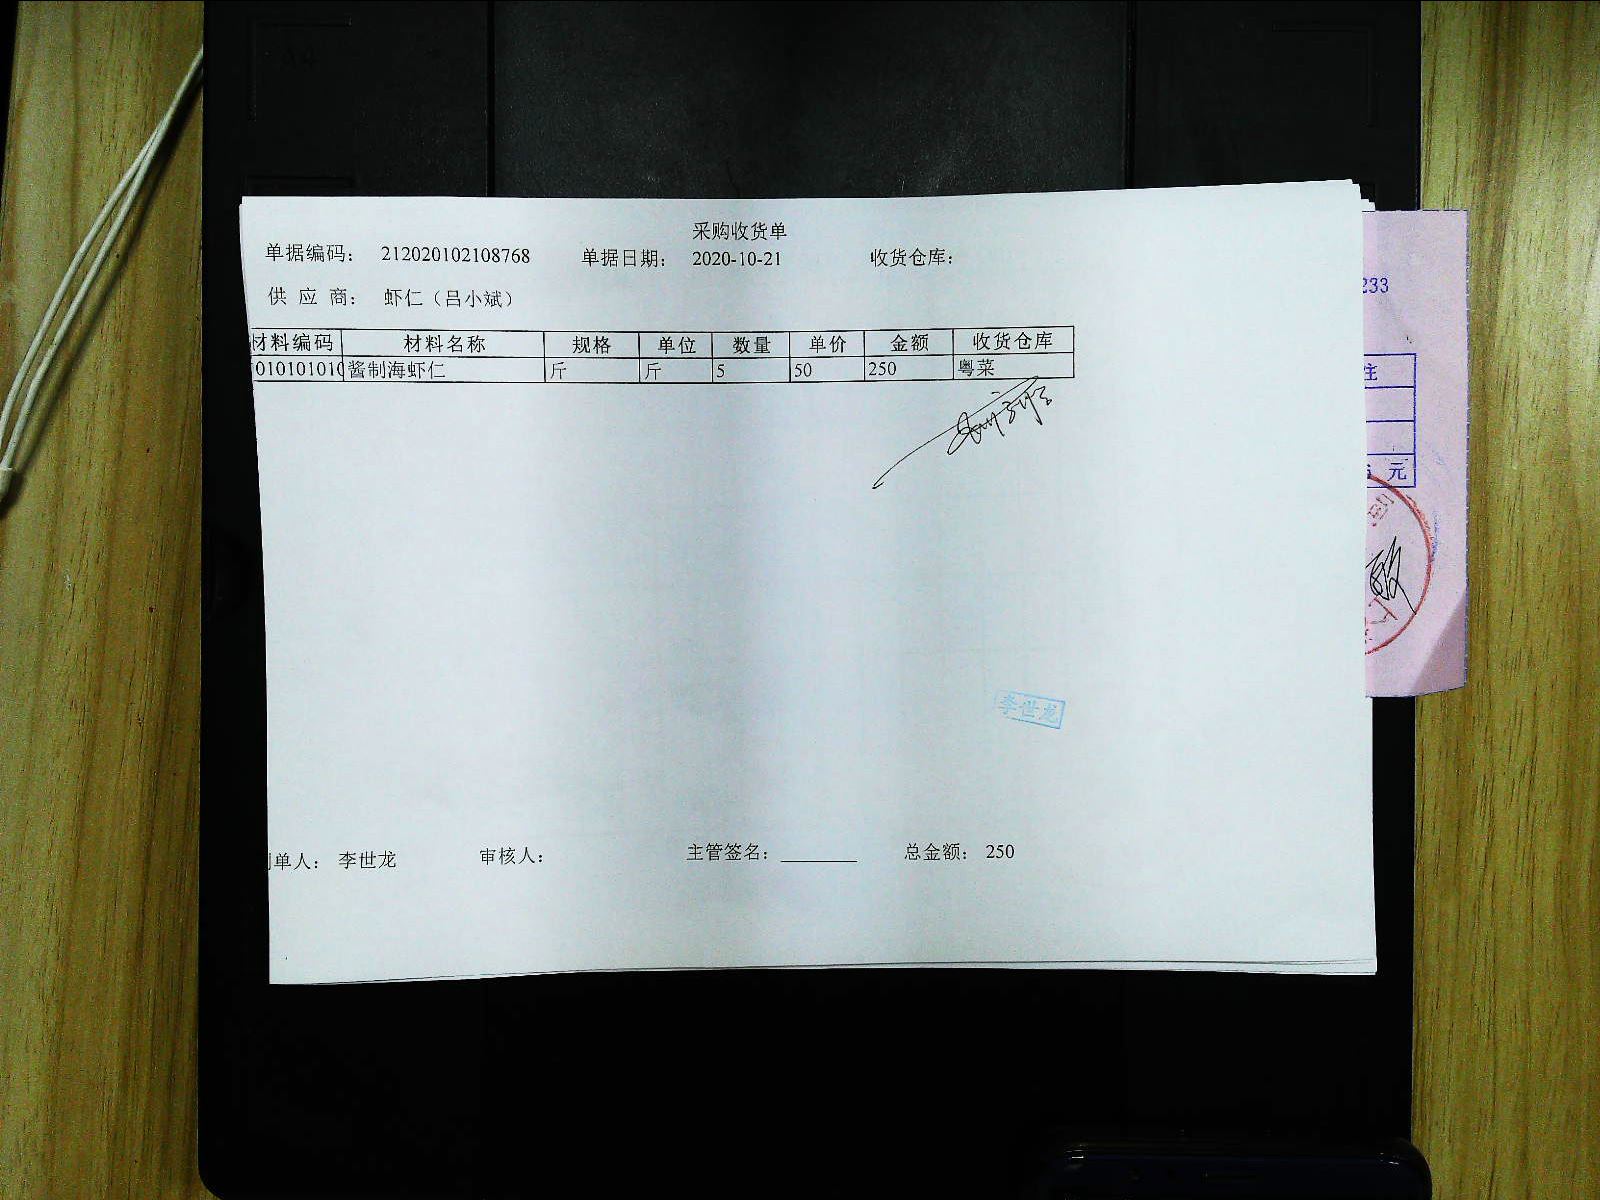 采购收货单
单据编码： 212020102108768 单据日期： 2020-10-21 收货仓库：
供 应 商： 虾仁（吕小斌）
材料编码 材料名称 规格 单位 数量 单价 金额 收货仓库
010101010 酱制海虾仁 斤 斤 5 50 250 粤菜
李世龙
单人： 李世龙 审核人： 主管签名： 总金额： 250
233
注
元